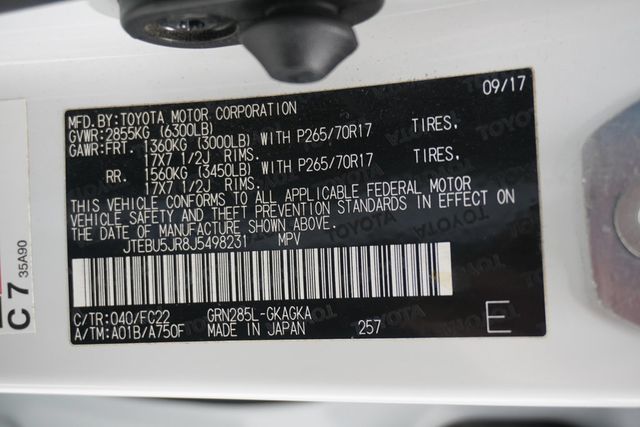 09/17
MFD.BY:TOYOTA MOTOR CORPORATION
GVWR:2855KG (6300LB)
GAWR:FRT. 1360KG (3000LB) WITH P265/70R17 TIRES.
17X7 1/2J RIMS.
RR. 1560KG (3450LB) WITH P265/70R17 TIRES.
17X7 1/2J RIMS.
THIS VEHICLE CONFORMS TO ALL APPLICABLE FEDERAL MOTOR
VEHICLE SAFETY AND THEFT PREVENTION STANDARDS IN EFFECT ON
THE DATE OF MANUFACTURE SHOWN ABOVE.
JTEBU5JR8J5498231 MPV
C/TR:040/FC22 GRN285L-GKAGKA
A/TM:A01B/A750F MADE IN JAPAN 257 E
C 7 35A90